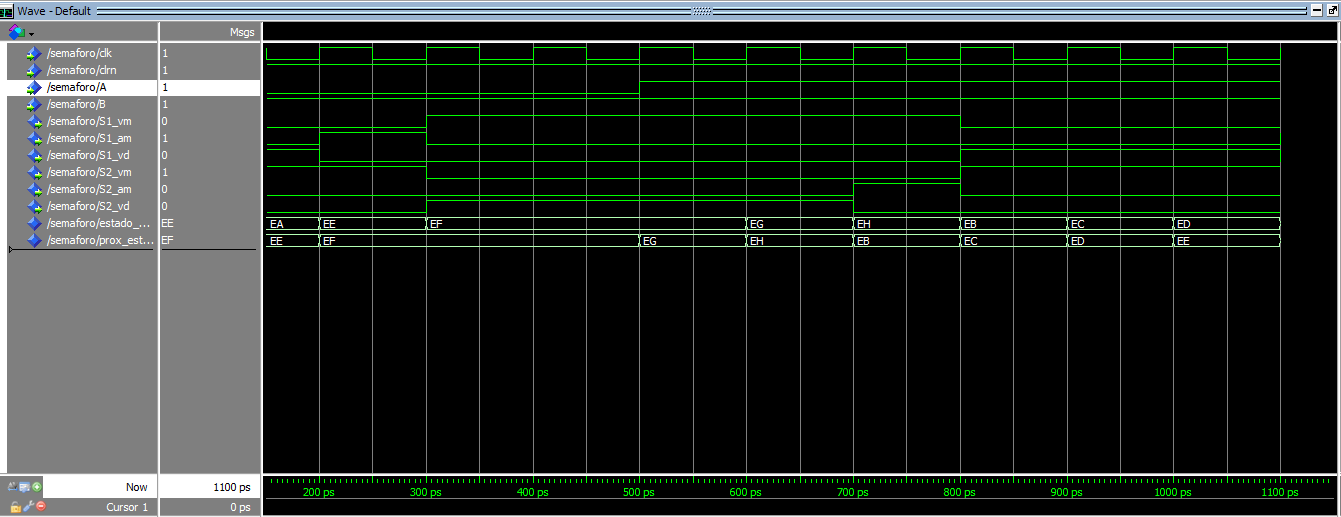 Wave - Default
Msgs
/semaforo/clk 1
/semaforo/clrn 1
/semaforo/A 1
/semaforo/B 1
/semaforo/S1_vm 0
/semaforo/S1_am 1
/semaforo/S1_vd 0
/semaforo/S2_vm 1
/semaforo/S2_am 0
/semaforo/S2_vd 0
/semaforo/estado_... EE EA EE EF EG EH EB EC ED
/semaforo/prox_est... EF EE EF EG EH EB EC ED EE
Now 1100 ps 200 ps 300 ps 400 ps 500 ps 600 ps 700 ps 800 ps 900 ps 1000 ps 1100 ps
Cursor 1 0 ps